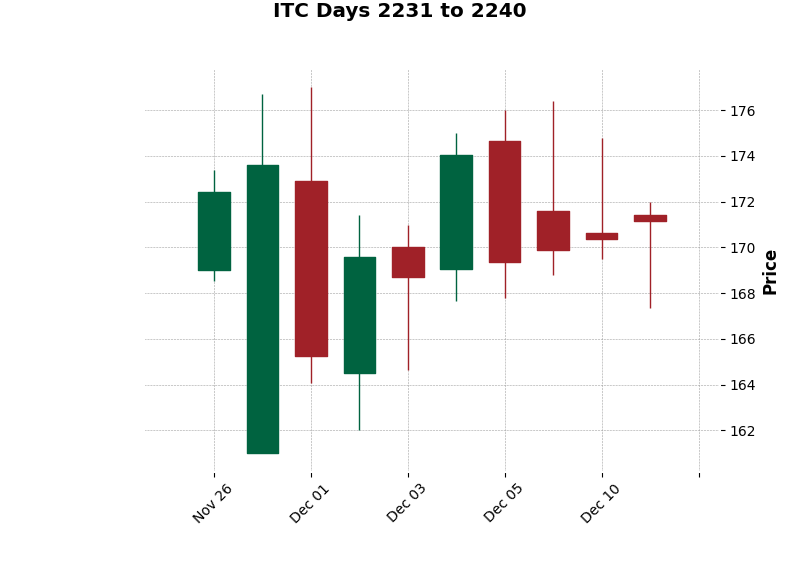 ITC Days 2231 to 2240
176
174
172
170
168
166
164
162
Price
Nov 26
Dec 01
Dec 03
Dec 05
Dec 10